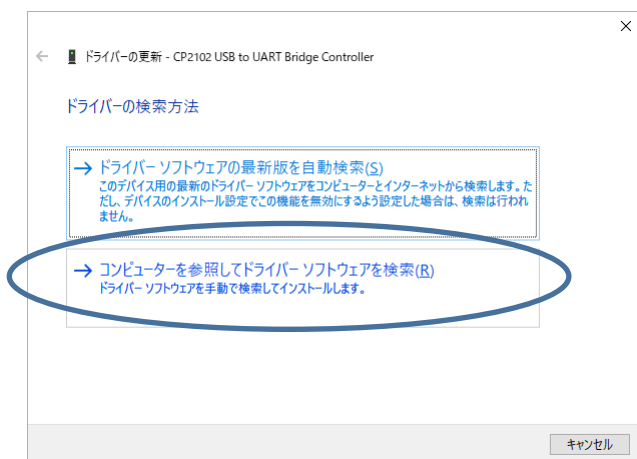 ドライバーの更新 - CP2102 USB to UART Bridge Controller
ドライバーの検索方法
ドライバー ソフトウェアの最新版を自動検索(S)
このデバイス用の最新のドライバー ソフトウェアをコンピューターとインターネットから検索します。た
だし、デバイスのインストール設定でこの機能を無効にするよう設定した場合は、検索は行われ
ません。
コンピューターを参照してドライバー ソフトウェアを検索(R)
ドライバー ソフトウェアを手動で検索してインストールします。
キャンセル